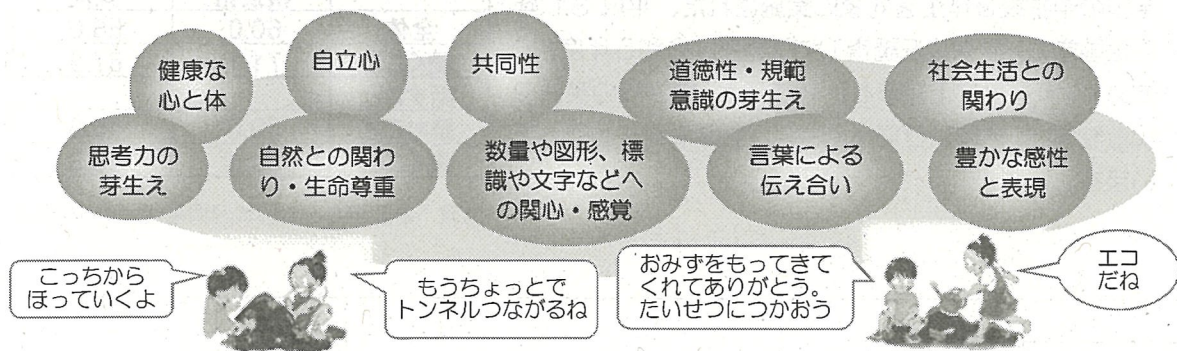 健康な
心と体
自立心
共同性
道徳性・規範
意識の芽生え
社会生活との
関わり
思考力の
芽生え
自然との関わ
り・生命尊重
数量や図形、標
識や文字などへ
の関心・感覚
言葉による
伝え合い
豊かな感性
と表現
こっちから
ほっていくよ
もうちょっとで
トンネルつながるね
おみずをもってきて
くれてありがとう。
たいせつにつかおう
エコ
だね